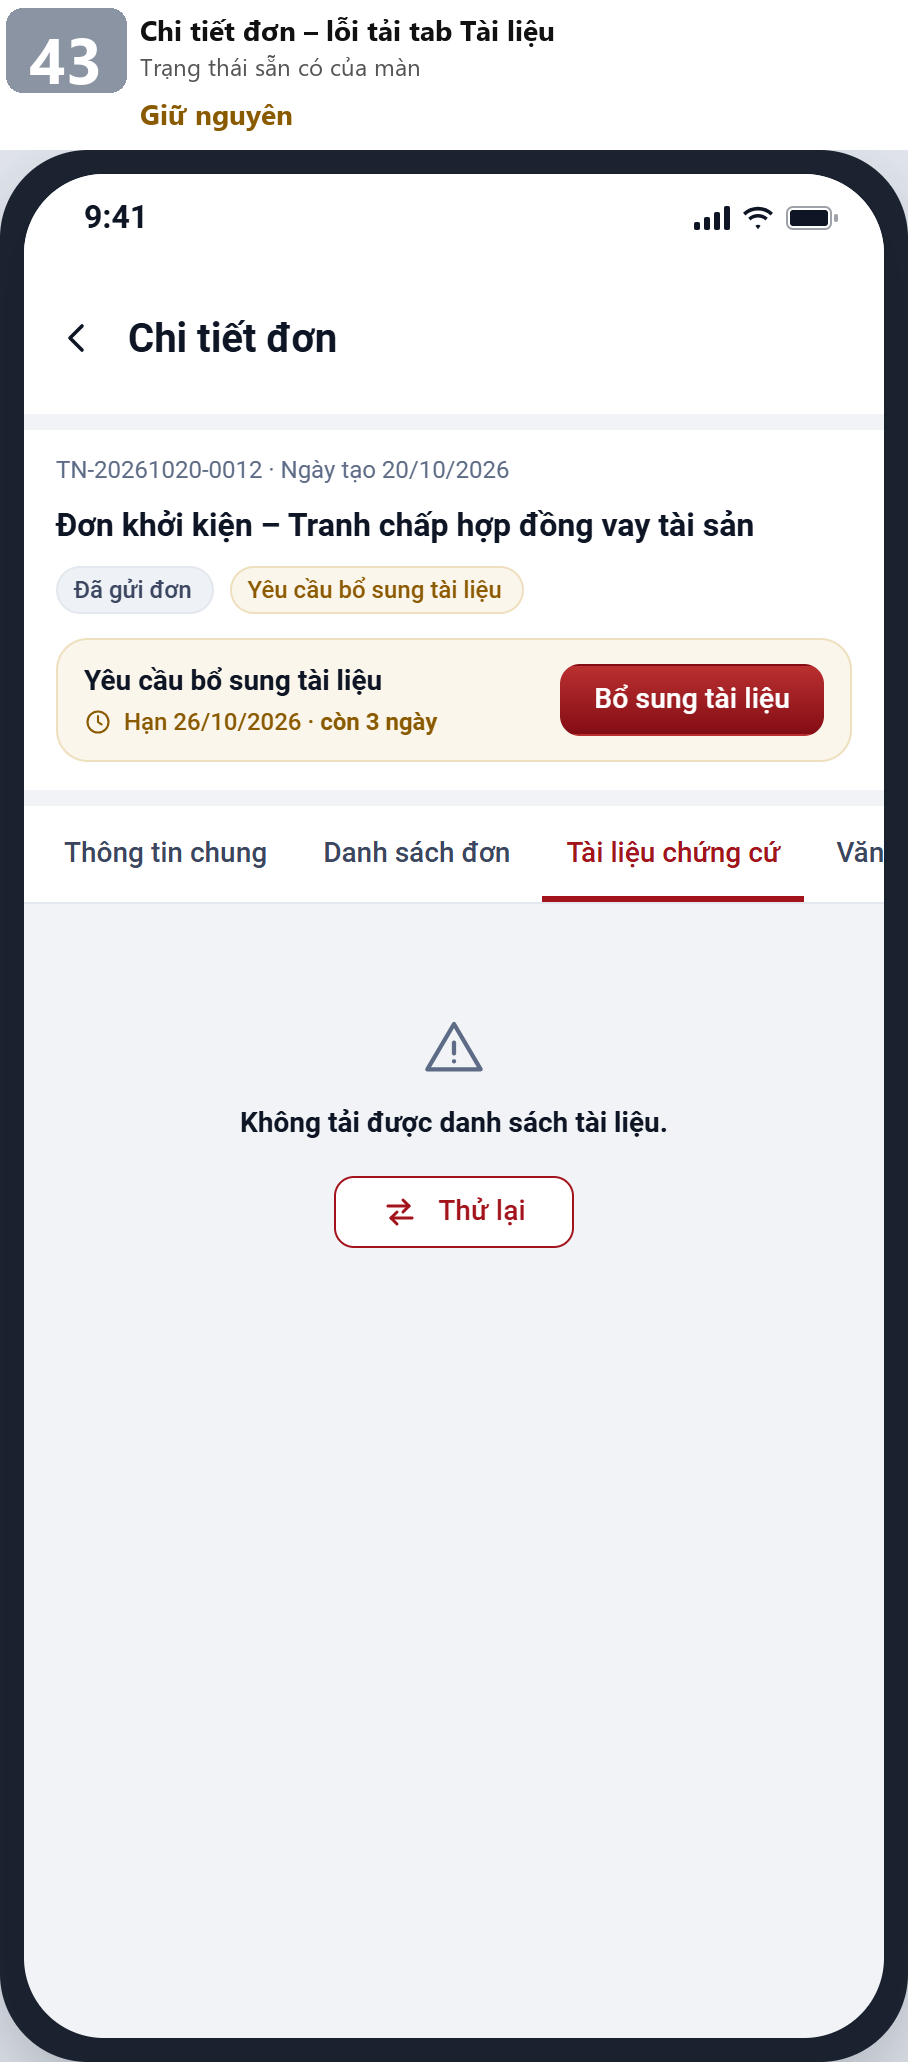 43
Chi tiết đơn – lỗi tải tab Tài liệu
Trạng thái sẵn có của màn
Giữ nguyên
9:41
Chi tiết đơn
TN-20261020-0012 · Ngày tạo 20/10/2026
Đơn khởi kiện – Tranh chấp hợp đồng vay tài sản
Đã gửi đơn
Yêu cầu bổ sung tài liệu
Yêu cầu bổ sung tài liệu
Hạn 26/10/2026 · còn 3 ngày
Bổ sung tài liệu
Thông tin chung
Danh sách đơn
Tài liệu chứng cứ
Văn
Không tải được danh sách tài liệu.
Thử lại